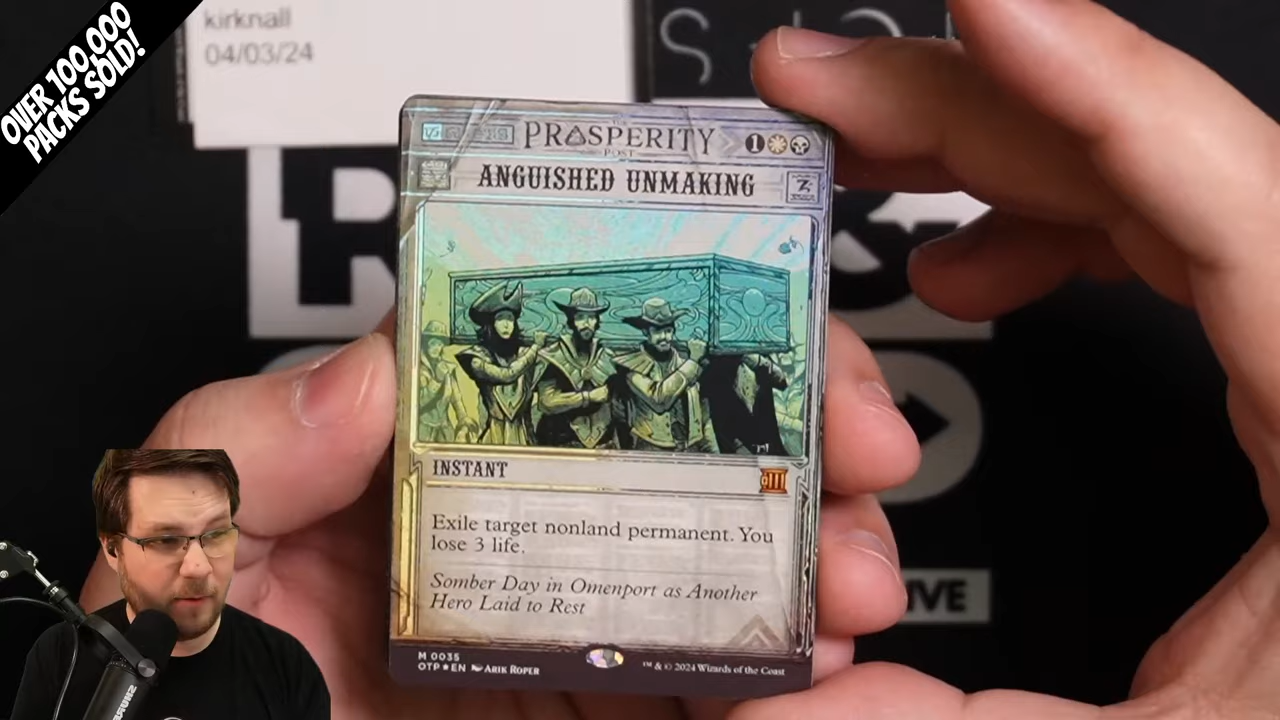 OVER 100,000
PACKS SOLD!
kirknall
04/03/24
THE
PROSPERITY
POST
1
ANGUISHED UNMAKING
INSTANT
Exile target nonland permanent. You
lose 3 life.
Somber Day in Omenport as Another
Hero Laid to Rest
M 0035
OTP★EN ARIK ROPER
™ & © 2024 Wizards of the Coast